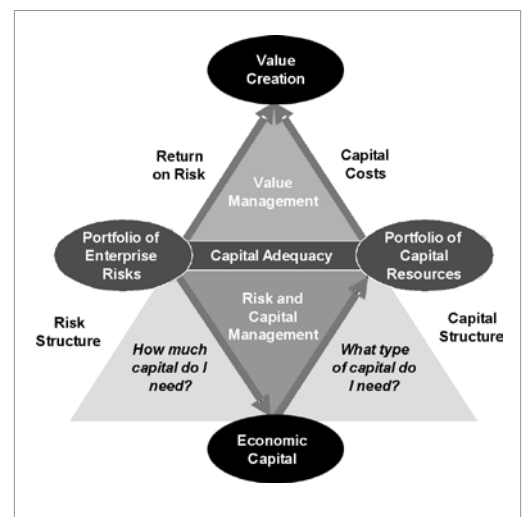 Value
Creation
Return
on Risk
Capital
Costs
Value
Management
Portfolio of
Enterprise
Risks
Capital Adequacy
Portfolio of
Capital
Resources
Risk
Structure
Risk and
Capital
Management
Capital
Structure
How much
capital do I
need?
What type
of capital do
I need?
Economic
Capital